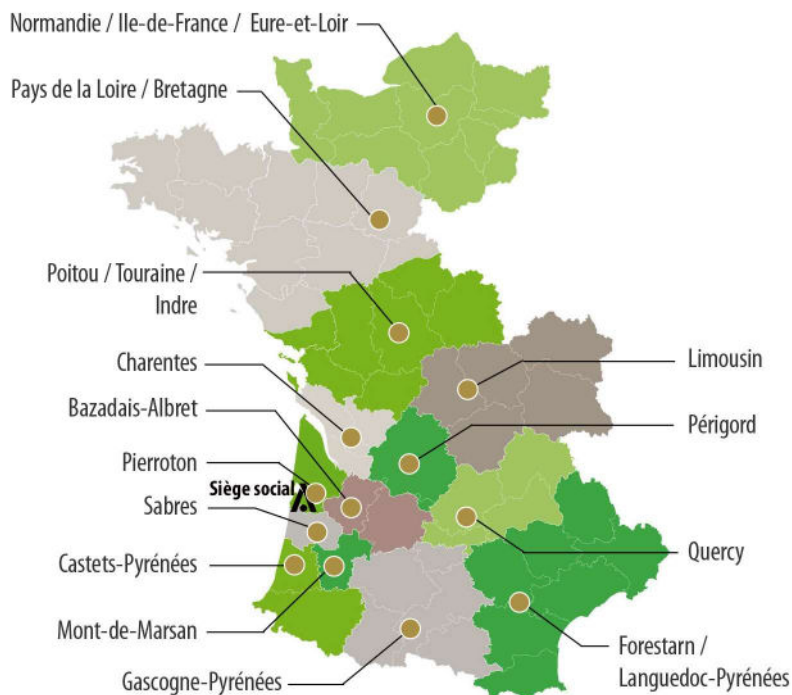 Normandie / Ile-de-France / Eure-et-Loir
Pays de la Loire / Bretagne
Poitou / Touraine /
Indre
Charentes
Bazadais-Albret
Pierroton
Siège social
Sabres
Castets-Pyrénées
Mont-de-Marsan
Gascogne-Pyrénées
Limousin
Périgord
Quercy
Forestarn /
Languedoc-Pyrénées